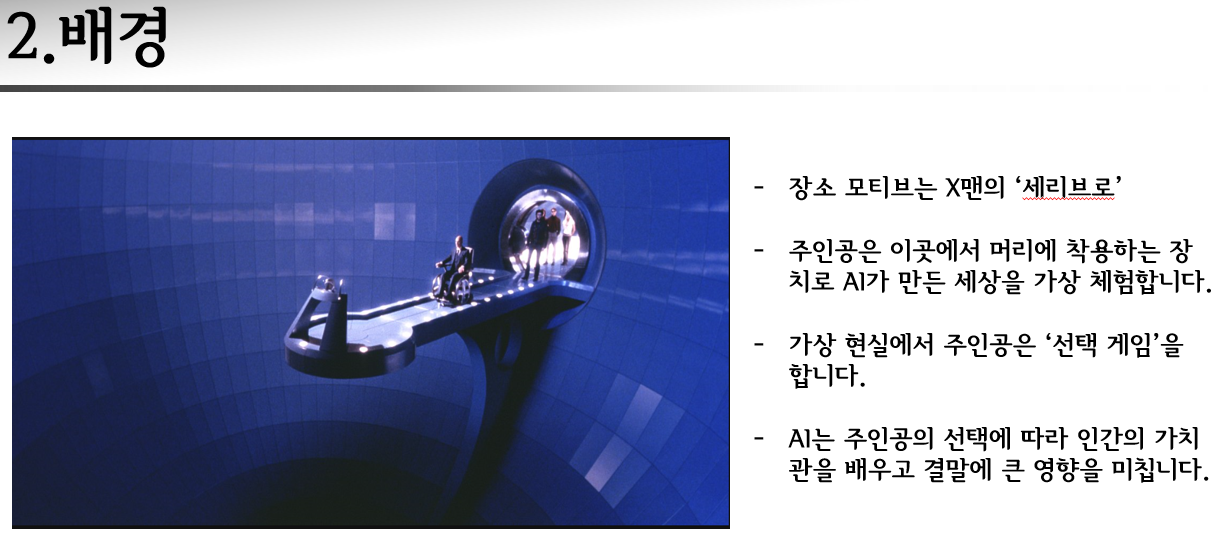 2.배경
- 장소 모티브는 X맨의 ‘세리브로’
- 주인공은 이곳에서 머리에 착용하는 장
치로 AI가 만든 세상을 가상 체험합니다.
- 가상 현실에서 주인공은 ‘선택 게임’을
합니다.
- AI는 주인공의 선택에 따라 인간의 가치
관을 배우고 결말에 큰 영향을 미칩니다.